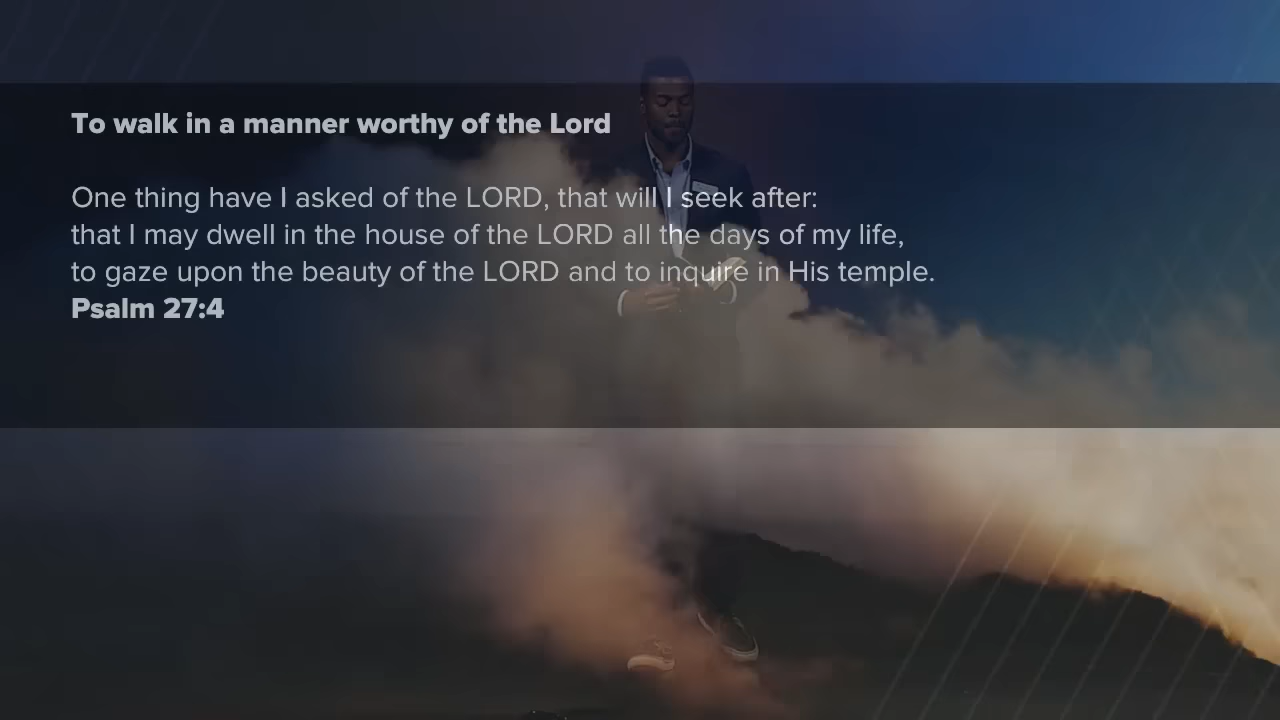 To walk in a manner worthy of the Lord
One thing have I asked of the LORD, that will I seek after:
that I may dwell in the house of the LORD all the days of my life,
to gaze upon the beauty of the LORD and to inquire in His temple.
Psalm 27:4